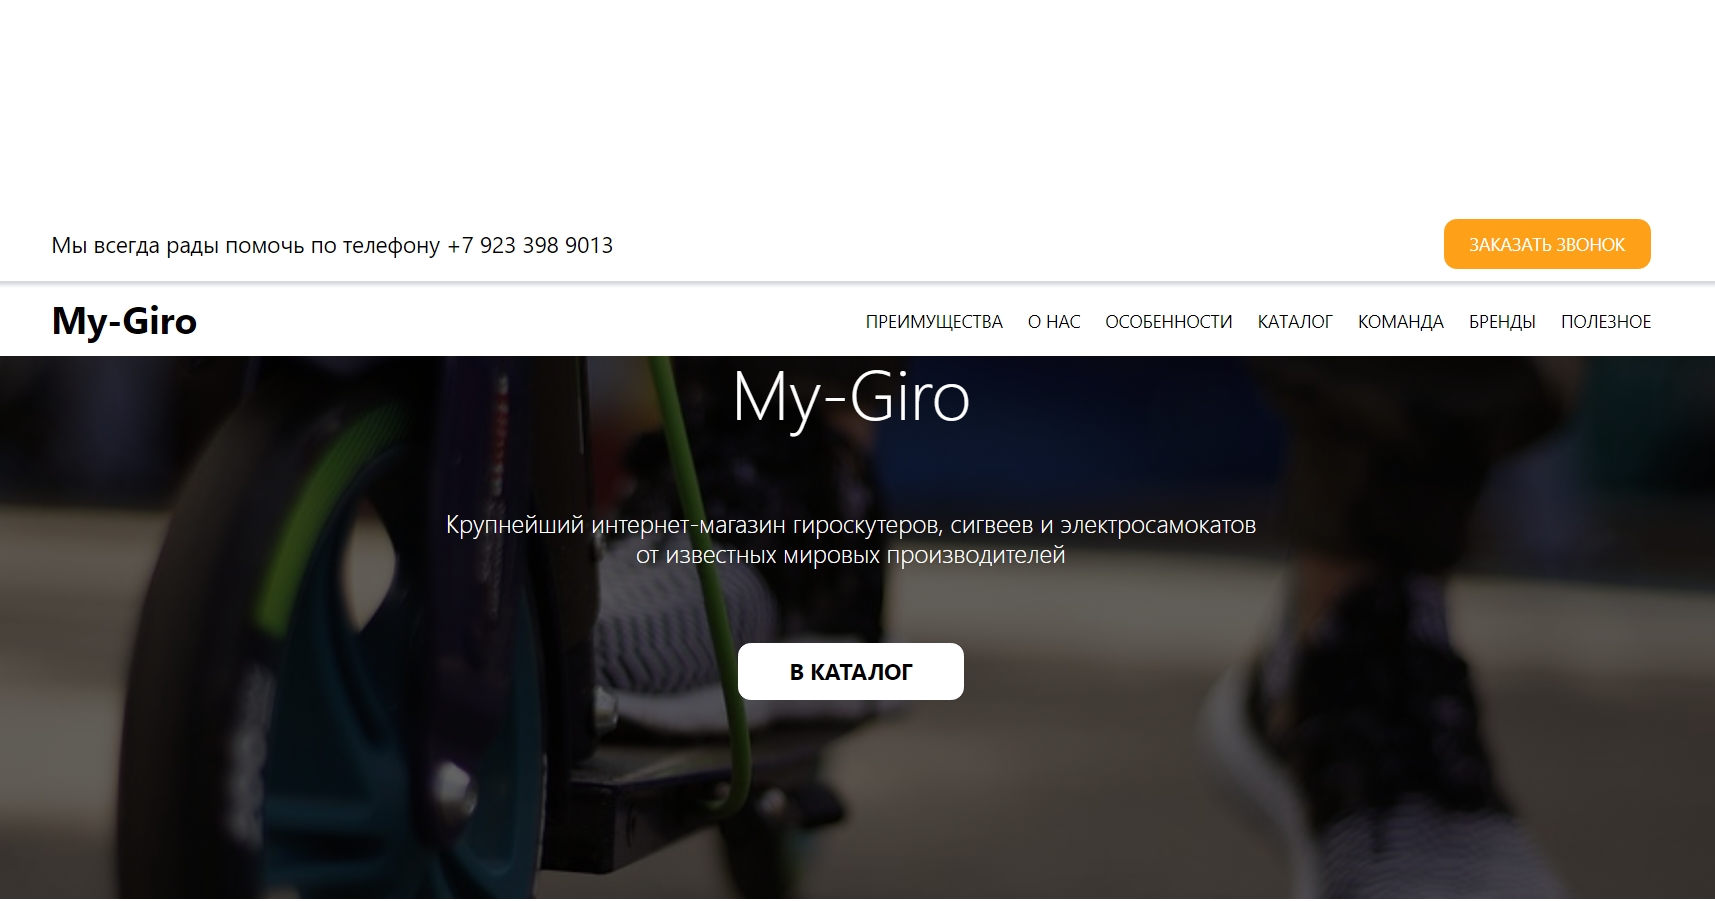 Мы всегда рады помочь по телефону +7 923 398 9013
ЗАКАЗАТЬ ЗВОНОК
My-Giro
ПРЕИМУЩЕСТВА О НАС ОСОБЕННОСТИ КАТАЛОГ КОМАНДА БРЕНДЫ ПОЛЕЗНОЕ
My-Giro
Крупнейший интернет-магазин гироскутеров, сигвеев и электросамокатов
от известных мировых производителей
В КАТАЛОГ